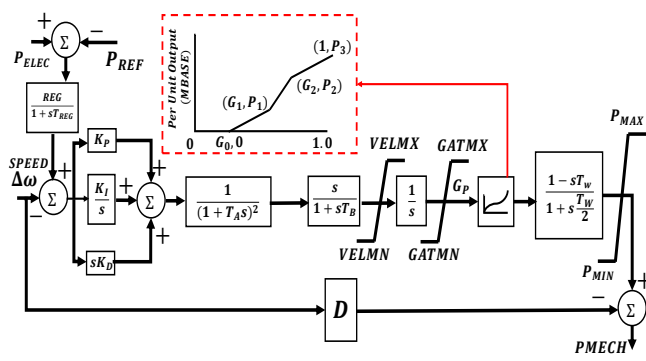 + Σ −
P_ELEC P_REF
REG
1 + sT_REG
SPEED
Δω
+
Σ
−
K_P
K_I
s
sK_D
+
+
Σ
+
Per Unit Output
(MBASE)
(1, P_3)
(G_2, P_2)
(G_1, P_1)
0 G_0, 0 1.0
1
(1 + T_A s)^2
s
1 + sT_B
VELMX
VELMN
1
s
GATMX
GATMN
G_P
1 − sT_W
1 + s T_W
2
P_MAX
P_MIN
D
− Σ +
PMECH